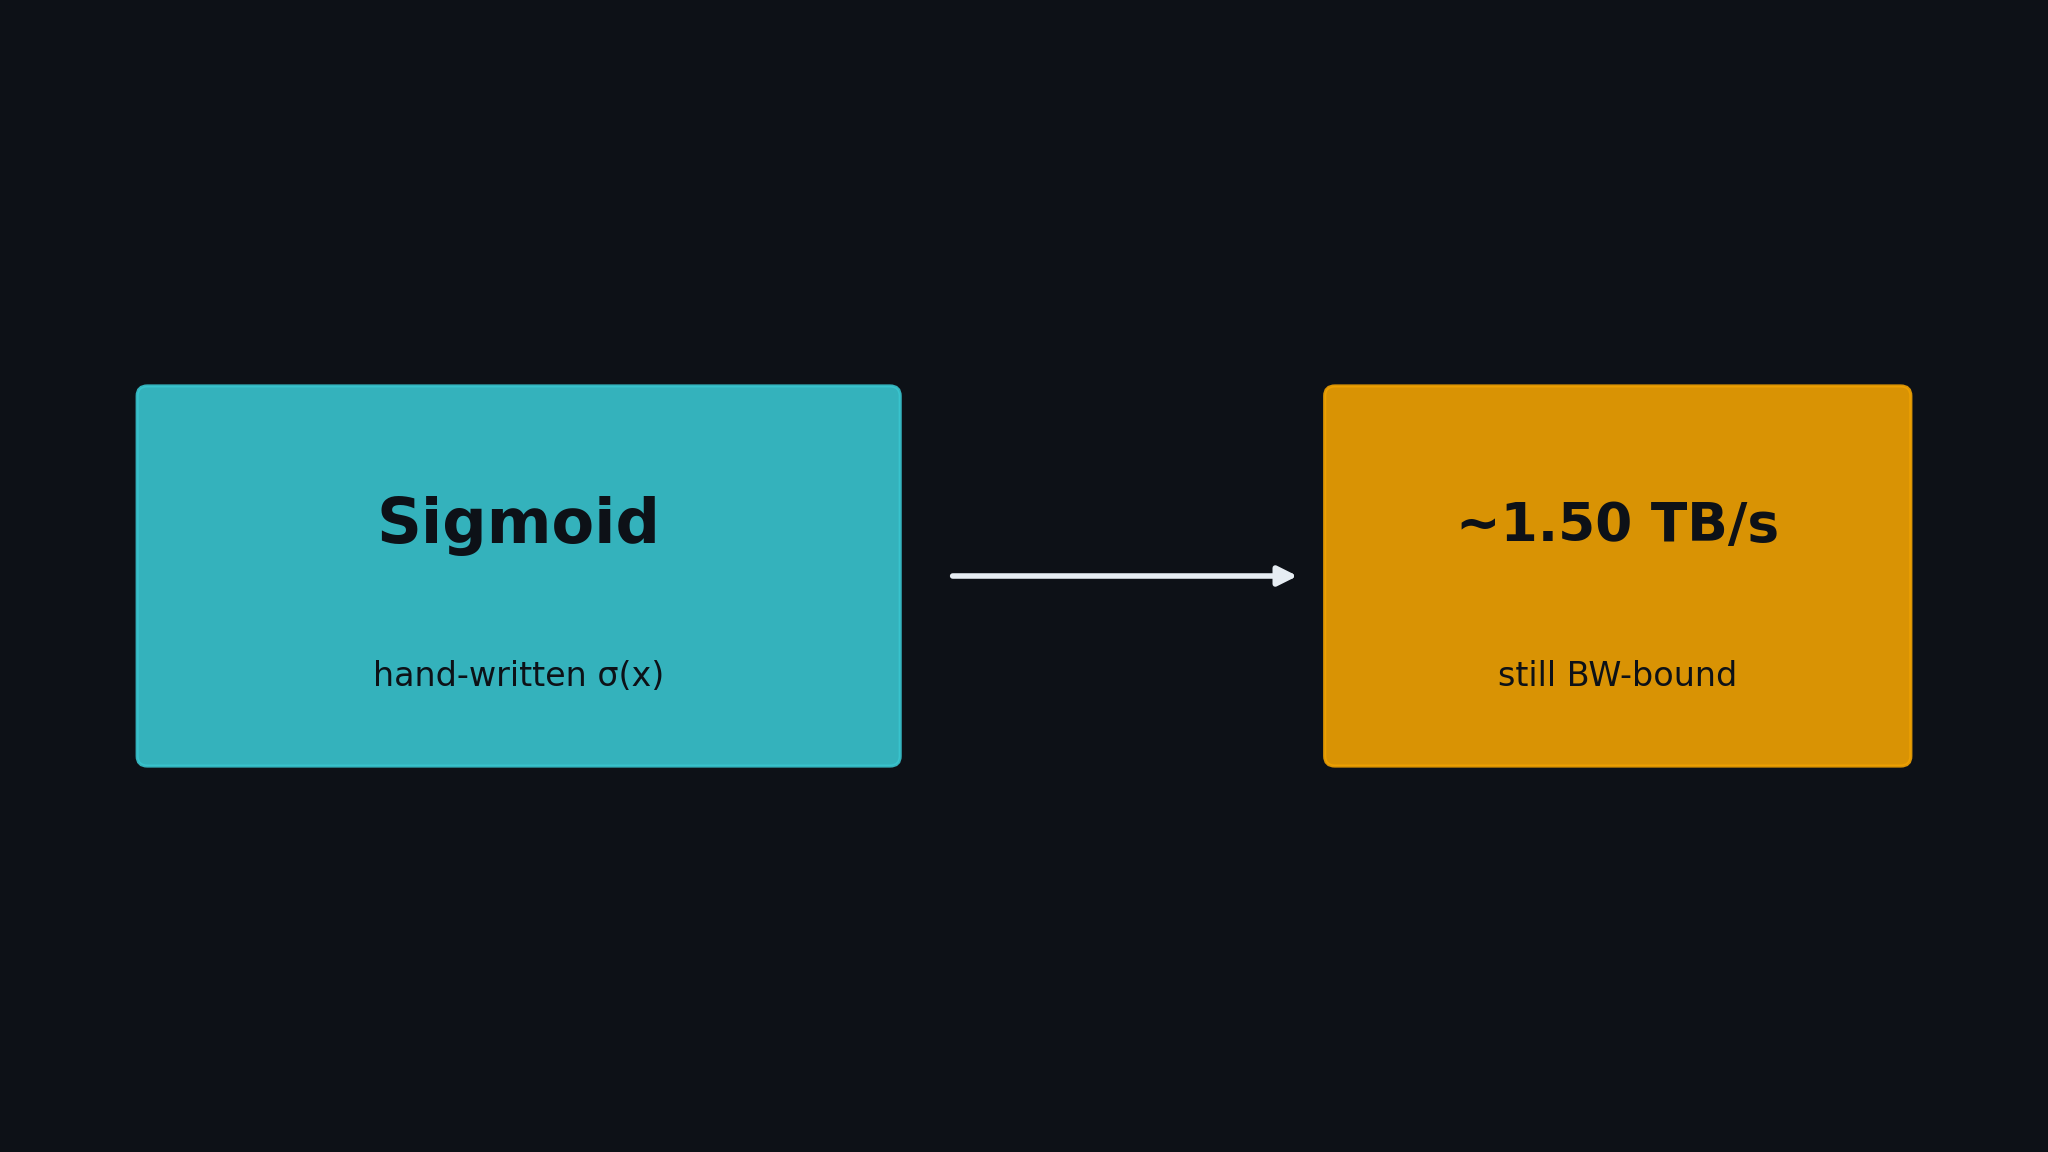 Sigmoid
hand-written σ(x)
~1.50 TB/s
still BW-bound